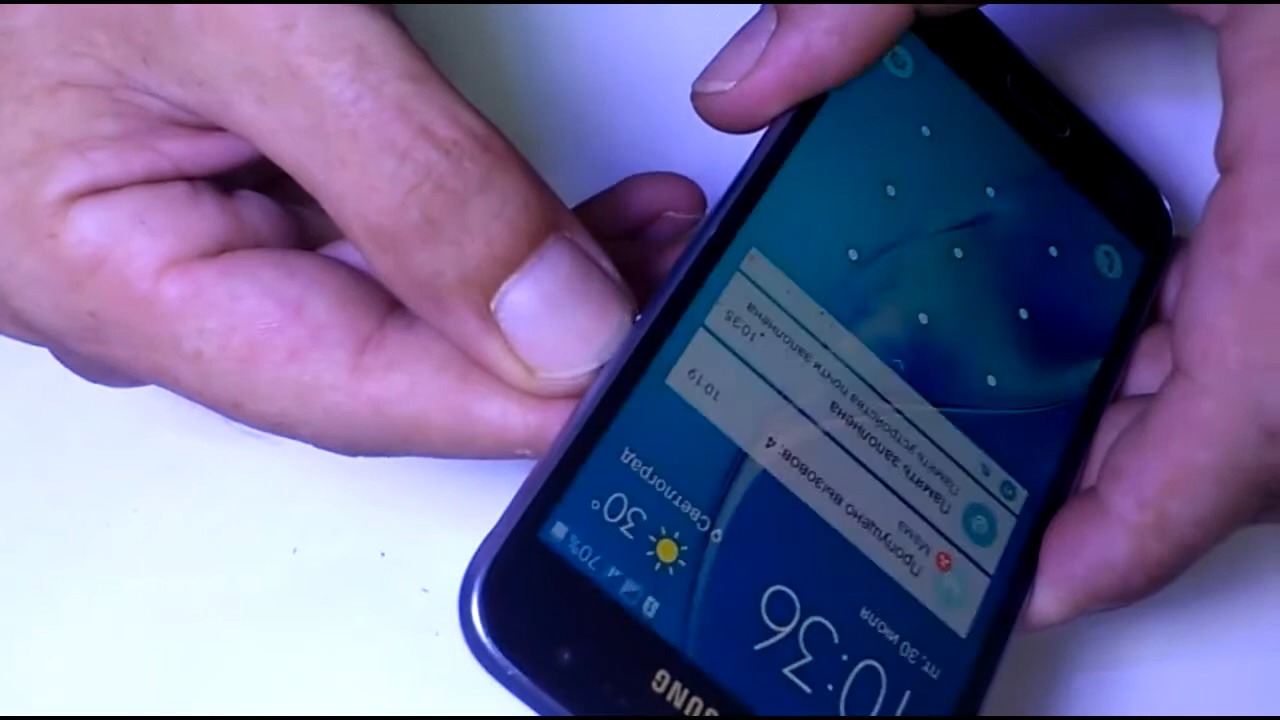 SAMSUNG
70%
10:36
пт, 30 июля
30°
Светлоград
Пропущено вызовов: 4
10:19
Мама
Память заполнена
10:35
Память устройства почти заполнена